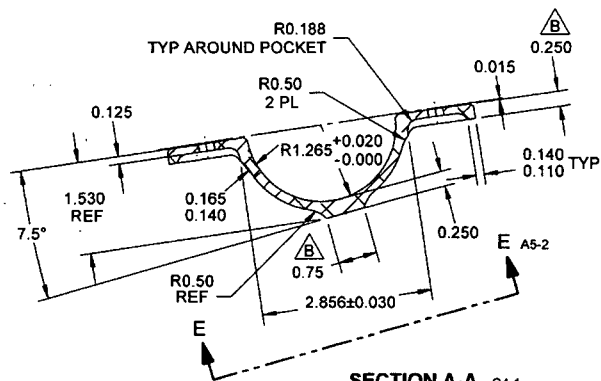 R0.188
TYP AROUND POCKET
B
0.250
R0.50
2 PL
0.015
0.125
R1.265 +0.020
-0.000
0.140 TYP
0.110
1.530
REF
0.165
0.140
7.5°
0.250
B
0.75
E A5-2
R0.50
REF
2.856±0.030
E
SECTION A-A